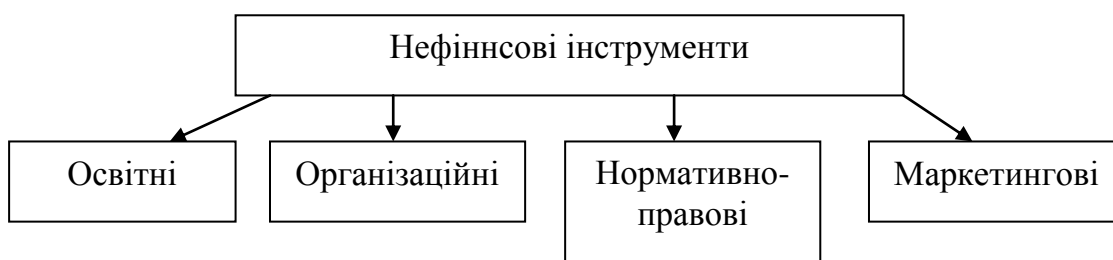 Нефіннсові інструменти
Освітні
Організаційні
Нормативно-
правові
Маркетингові